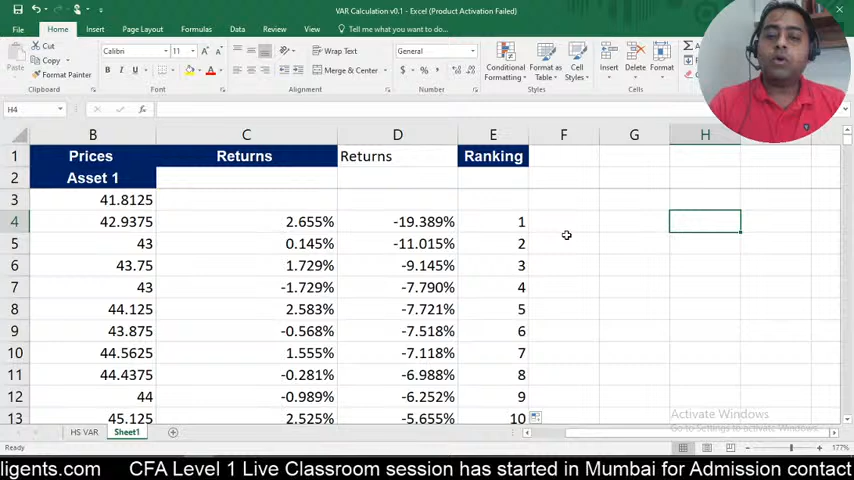 VAR Calculation v0.1 - Excel (Product Activation Failed)
File Home Insert Page Layout Formulas Data Review View Tell me what you want to do...
Cut
Copy
Format Painter
Paste
Clipboard
Calibri 11
B I U
Font
Wrap Text
Merge & Center
Alignment
General
$ % ,
Number
Conditional Formatting
Format as Table
Cell Styles
Styles
Insert Delete Format
Cells
H4
B C D E F G H
1 Prices Returns Returns Ranking
2 Asset 1
3 41.8125
4 42.9375 2.655% -19.389% 1
5 43 0.145% -11.015% 2
6 43.75 1.729% -9.145% 3
7 43 -1.729% -7.790% 4
8 44.125 2.583% -7.721% 5
9 43.875 -0.568% -7.518% 6
10 44.5625 1.555% -7.118% 7
11 44.4375 -0.281% -6.988% 8
12 44 -0.989% -6.252% 9
13 45.125 2.525% -5.655% 10
Activate Windows
Go to Settings to activate Windows.
HS VAR Sheet1
Ready 177%
ligents.com CFA Level 1 Live Classroom session has started in Mumbai for Admission contact